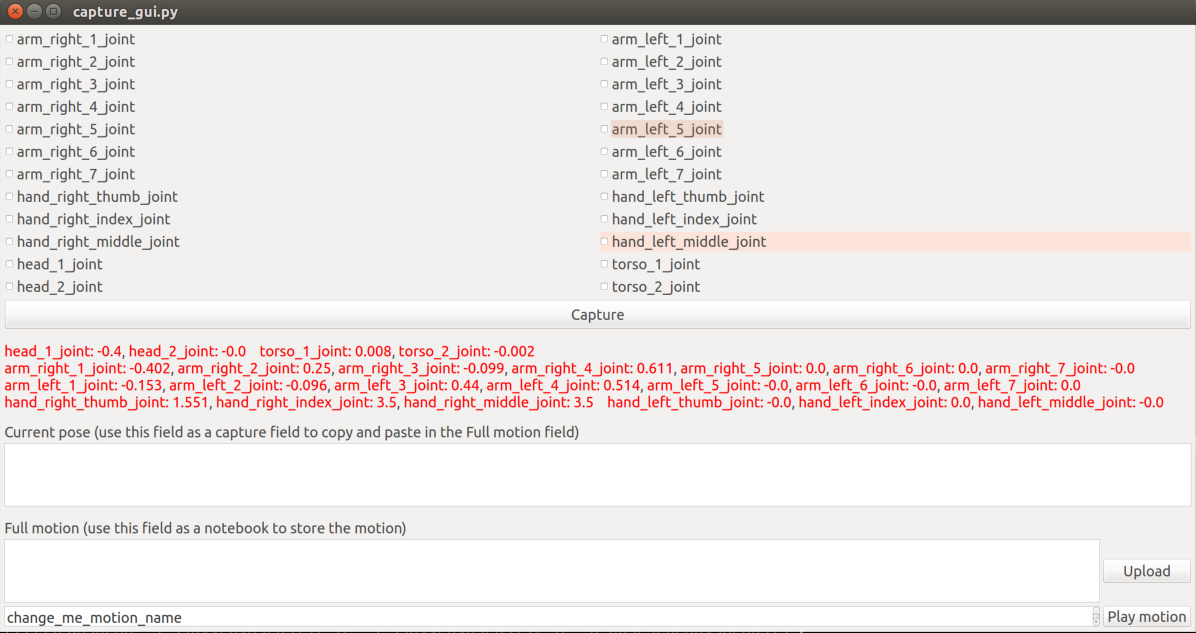 capture_gui.py
arm_right_1_joint arm_left_1_joint
arm_right_2_joint arm_left_2_joint
arm_right_3_joint arm_left_3_joint
arm_right_4_joint arm_left_4_joint
arm_right_5_joint arm_left_5_joint
arm_right_6_joint arm_left_6_joint
arm_right_7_joint arm_left_7_joint
hand_right_thumb_joint hand_left_thumb_joint
hand_right_index_joint hand_left_index_joint
hand_right_middle_joint hand_left_middle_joint
head_1_joint torso_1_joint
head_2_joint torso_2_joint
Capture
head_1_joint: -0.4, head_2_joint: -0.0 torso_1_joint: 0.008, torso_2_joint: -0.002
arm_right_1_joint: -0.402, arm_right_2_joint: 0.25, arm_right_3_joint: -0.099, arm_right_4_joint: 0.611, arm_right_5_joint: 0.0, arm_right_6_joint: 0.0, arm_right_7_joint: -0.0
arm_left_1_joint: -0.153, arm_left_2_joint: -0.096, arm_left_3_joint: 0.44, arm_left_4_joint: 0.514, arm_left_5_joint: -0.0, arm_left_6_joint: -0.0, arm_left_7_joint: 0.0
hand_right_thumb_joint: 1.551, hand_right_index_joint: 3.5, hand_right_middle_joint: 3.5 hand_left_thumb_joint: -0.0, hand_left_index_joint: 0.0, hand_left_middle_joint: -0.0
Current pose (use this field as a capture field to copy and paste in the Full motion field)
Full motion (use this field as a notebook to store the motion)
Upload
change_me_motion_name Play motion